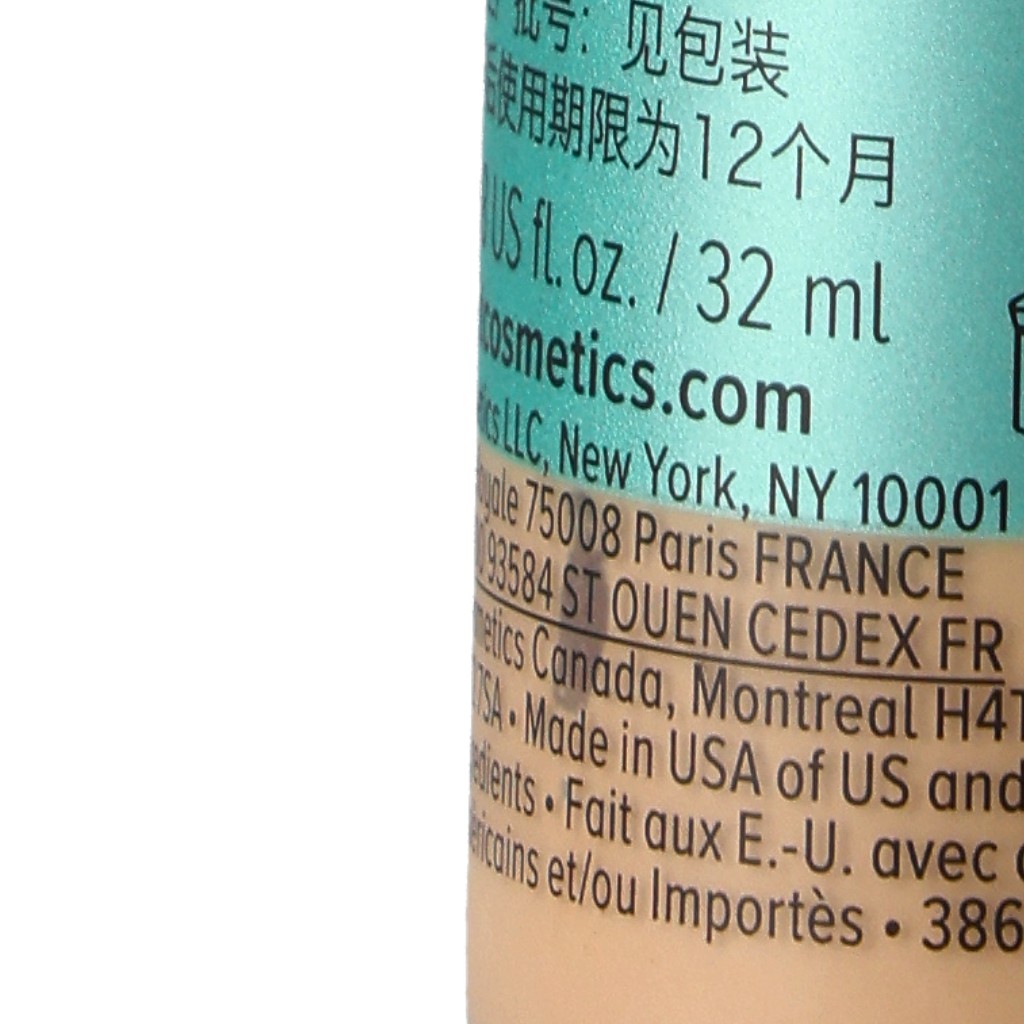 批号：见包装
后使用期限为12个月
US fl. oz. / 32 ml
cosmetics.com
LLC, New York, NY 10001
75008 Paris FRANCE
93584 ST OUEN CEDEX FR
Canada, Montreal
• Made in USA of US and
• Fait aux E.-U. avec
et/ou Importès • 386